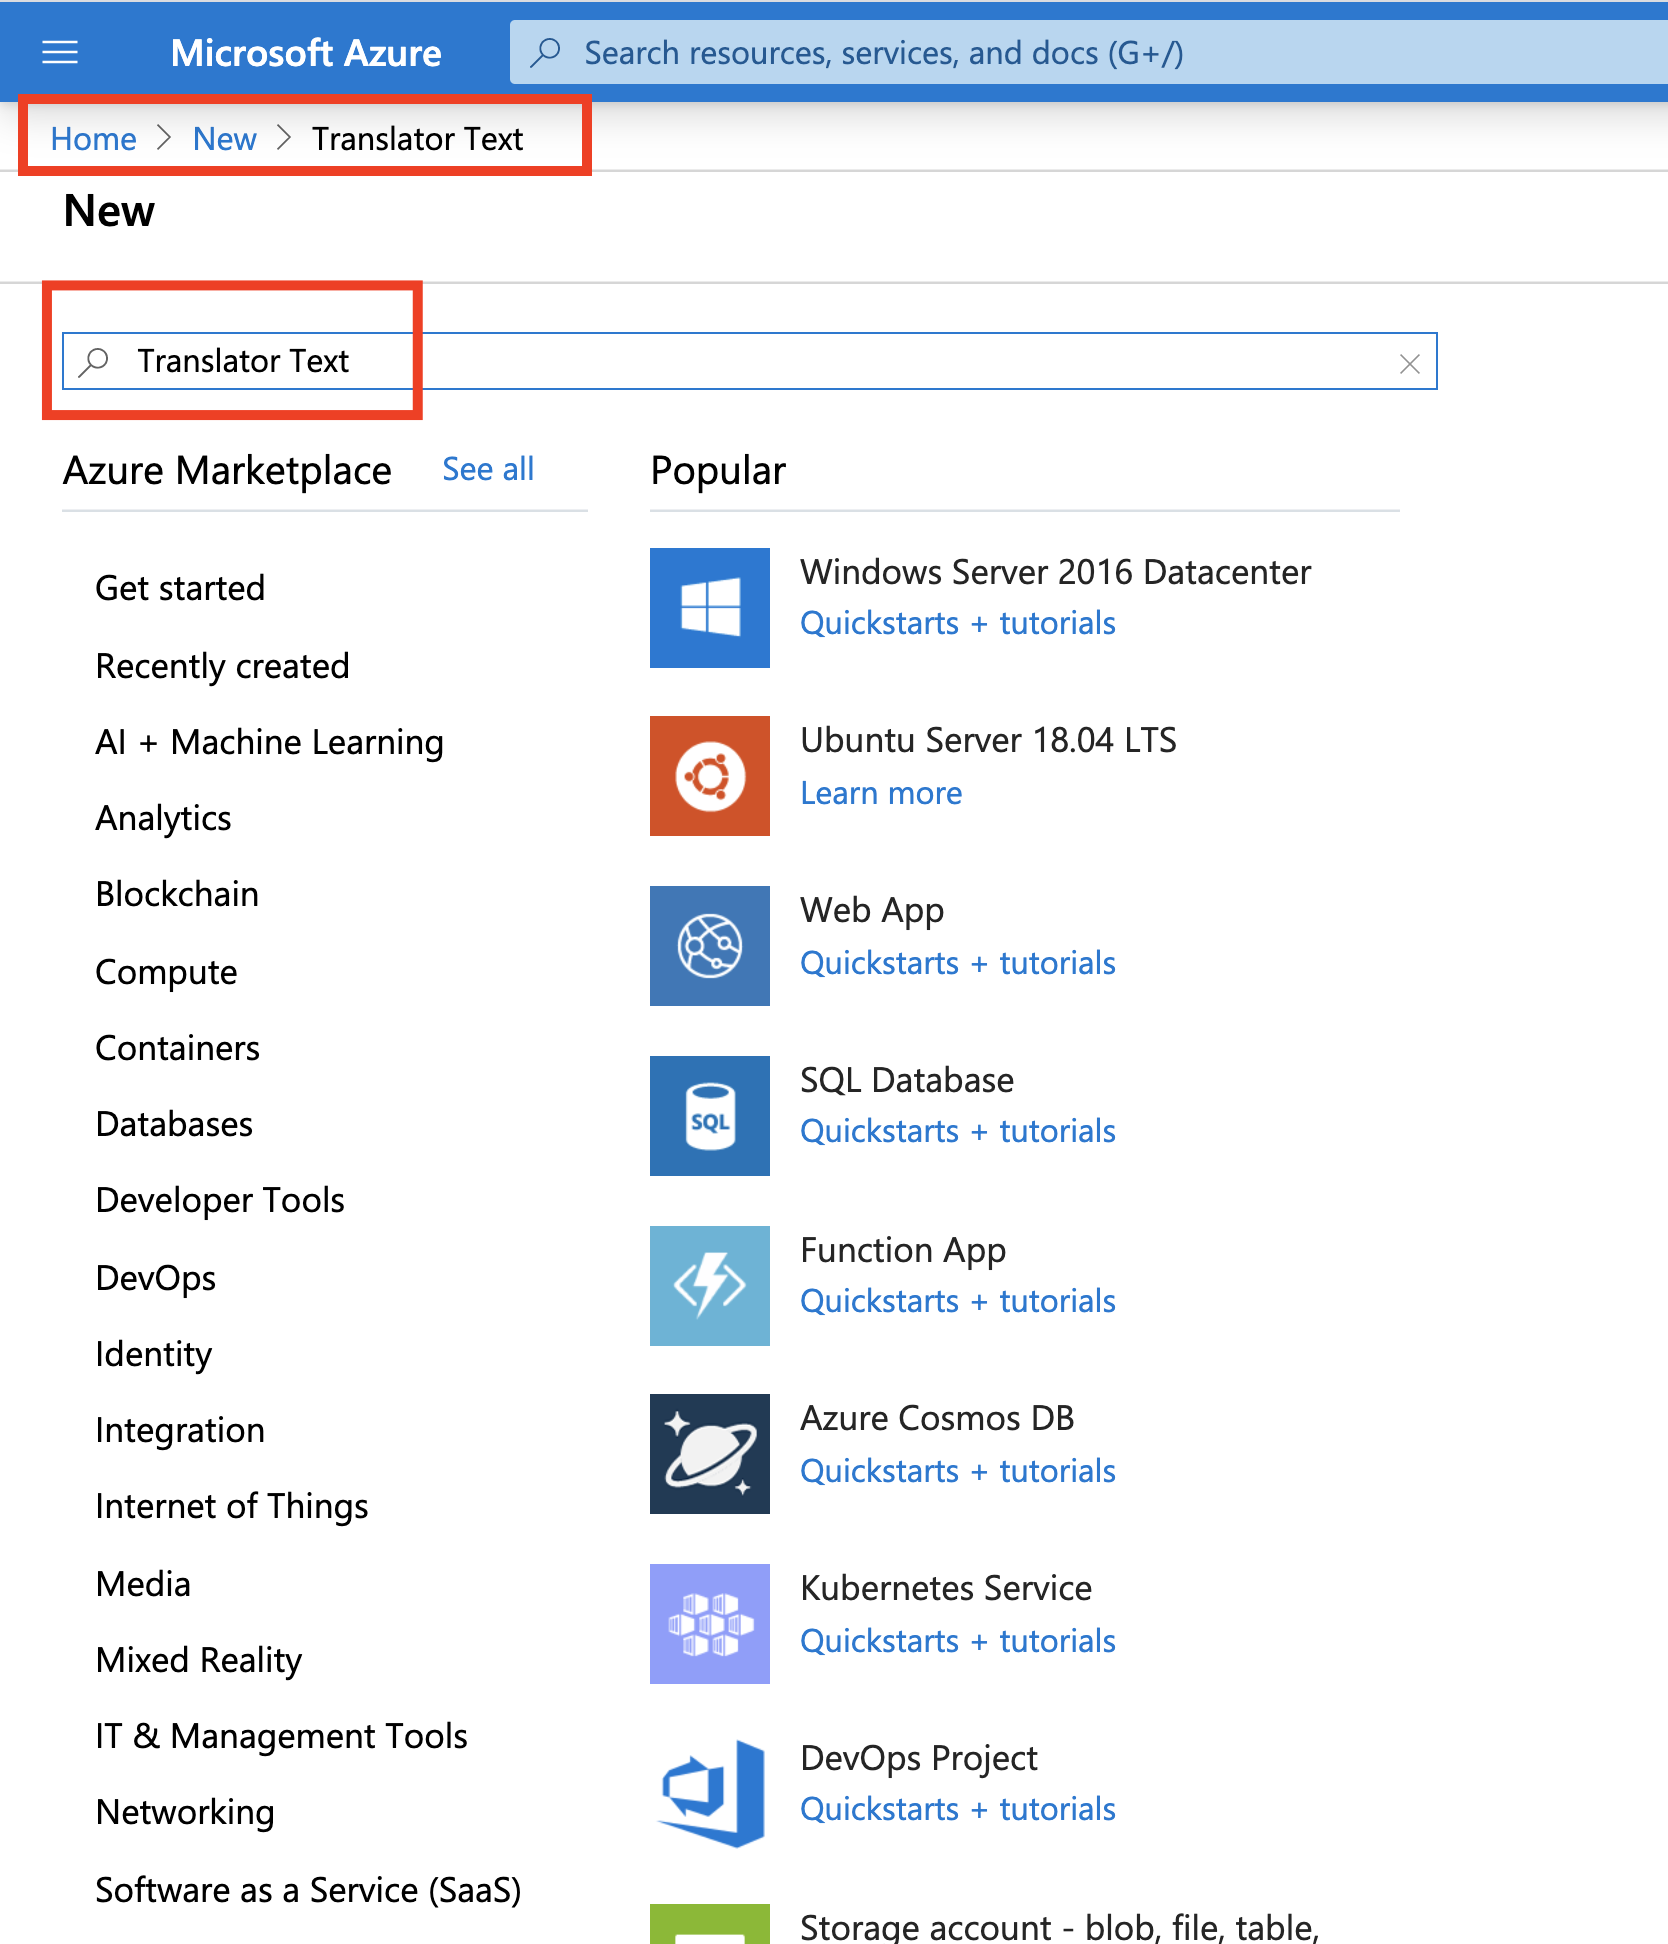 Microsoft Azure
Search resources, services, and docs (G+/)
Home > New > Translator Text
New
Translator Text
Azure Marketplace See all
Get started
Recently created
AI + Machine Learning
Analytics
Blockchain
Compute
Containers
Databases
Developer Tools
DevOps
Identity
Integration
Internet of Things
Media
Mixed Reality
IT & Management Tools
Networking
Software as a Service (SaaS)
Popular
Windows Server 2016 Datacenter
Quickstarts + tutorials
Ubuntu Server 18.04 LTS
Learn more
Web App
Quickstarts + tutorials
SQL
SQL Database
Quickstarts + tutorials
Function App
Quickstarts + tutorials
Azure Cosmos DB
Quickstarts + tutorials
Kubernetes Service
Quickstarts + tutorials
DevOps Project
Quickstarts + tutorials
Storage account - blob, file, table,